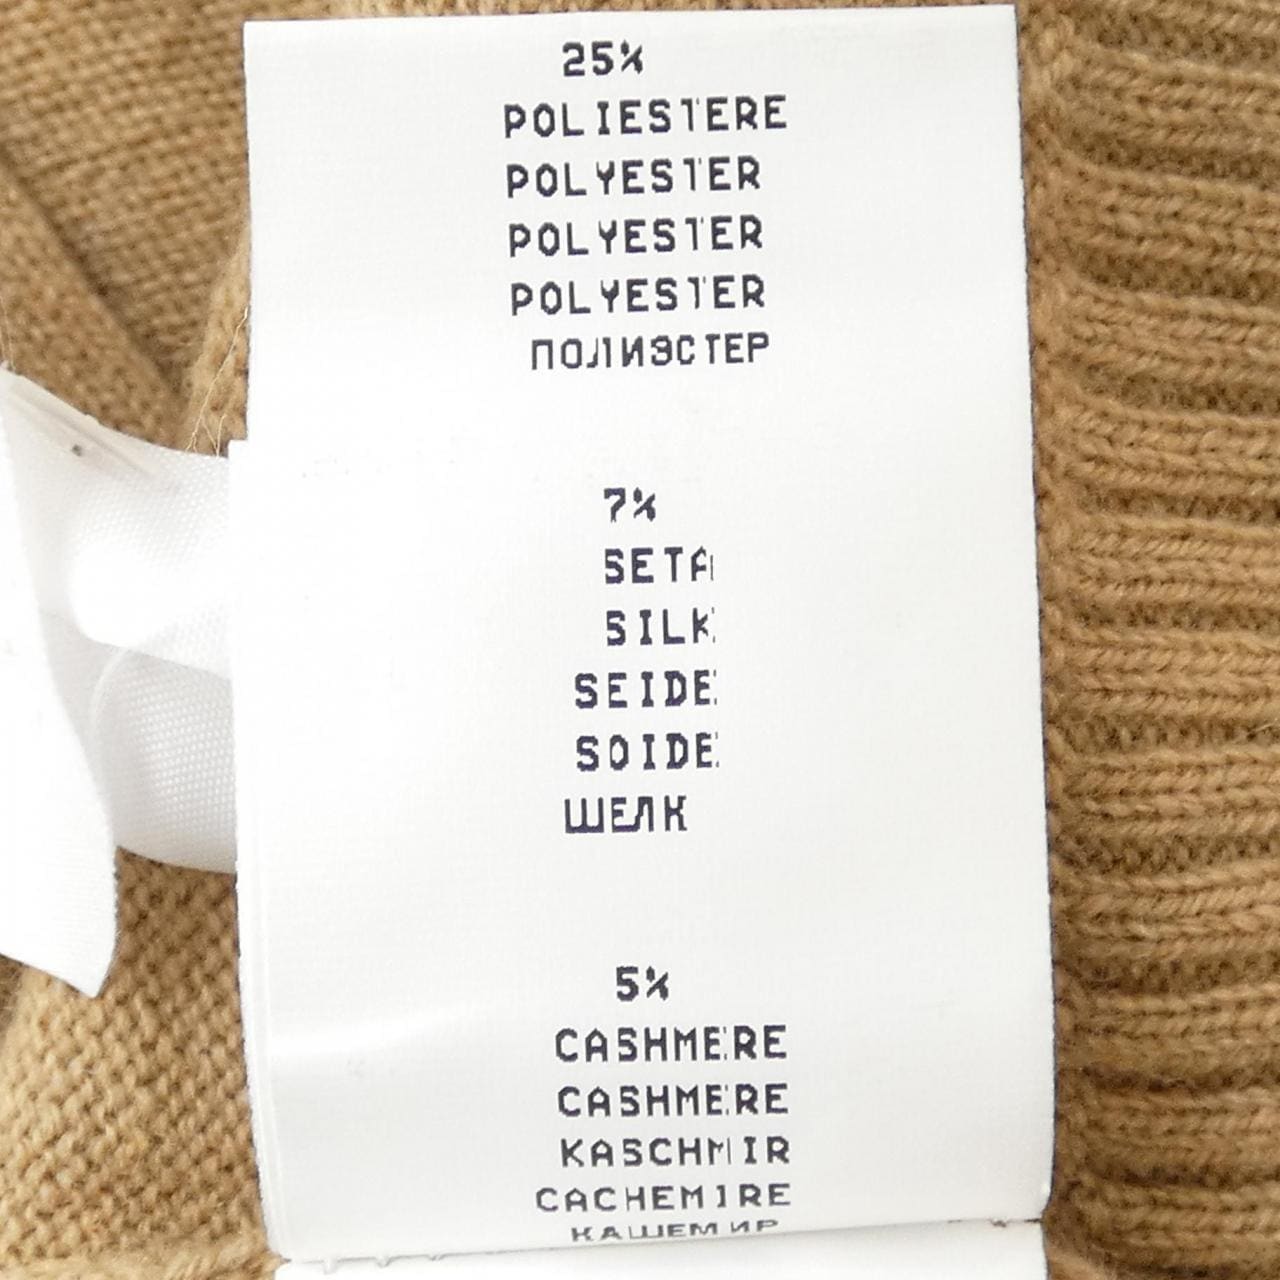 25%
POLIESTERE
POLYESTER
POLYESTER
POLYESTER
ПОЛИЭСТЕР
7%
SETA
SILK
SEIDE
SOIDE
ШЕЛК
5%
CASHMERE
CASHMERE
KASCHMIR
CACHEMIRE
КАШЕМИР